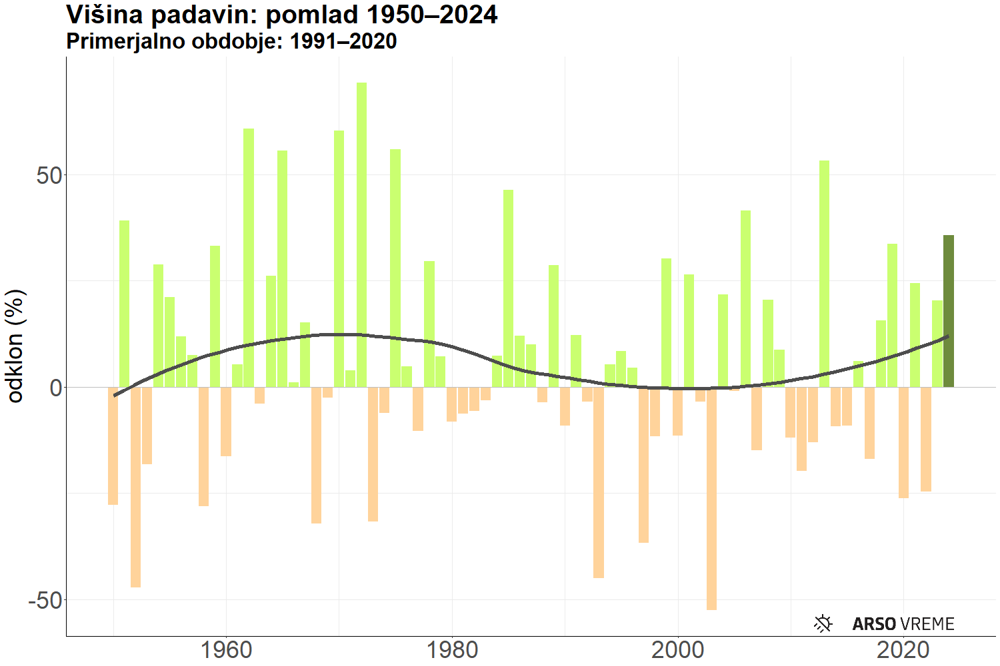 Višina padavin: pomlad 1950–2024
Primerjalno obdobje: 1991–2020
odklon (%)
50
0
-50
1960
1980
2000
2020
ARSO VREME